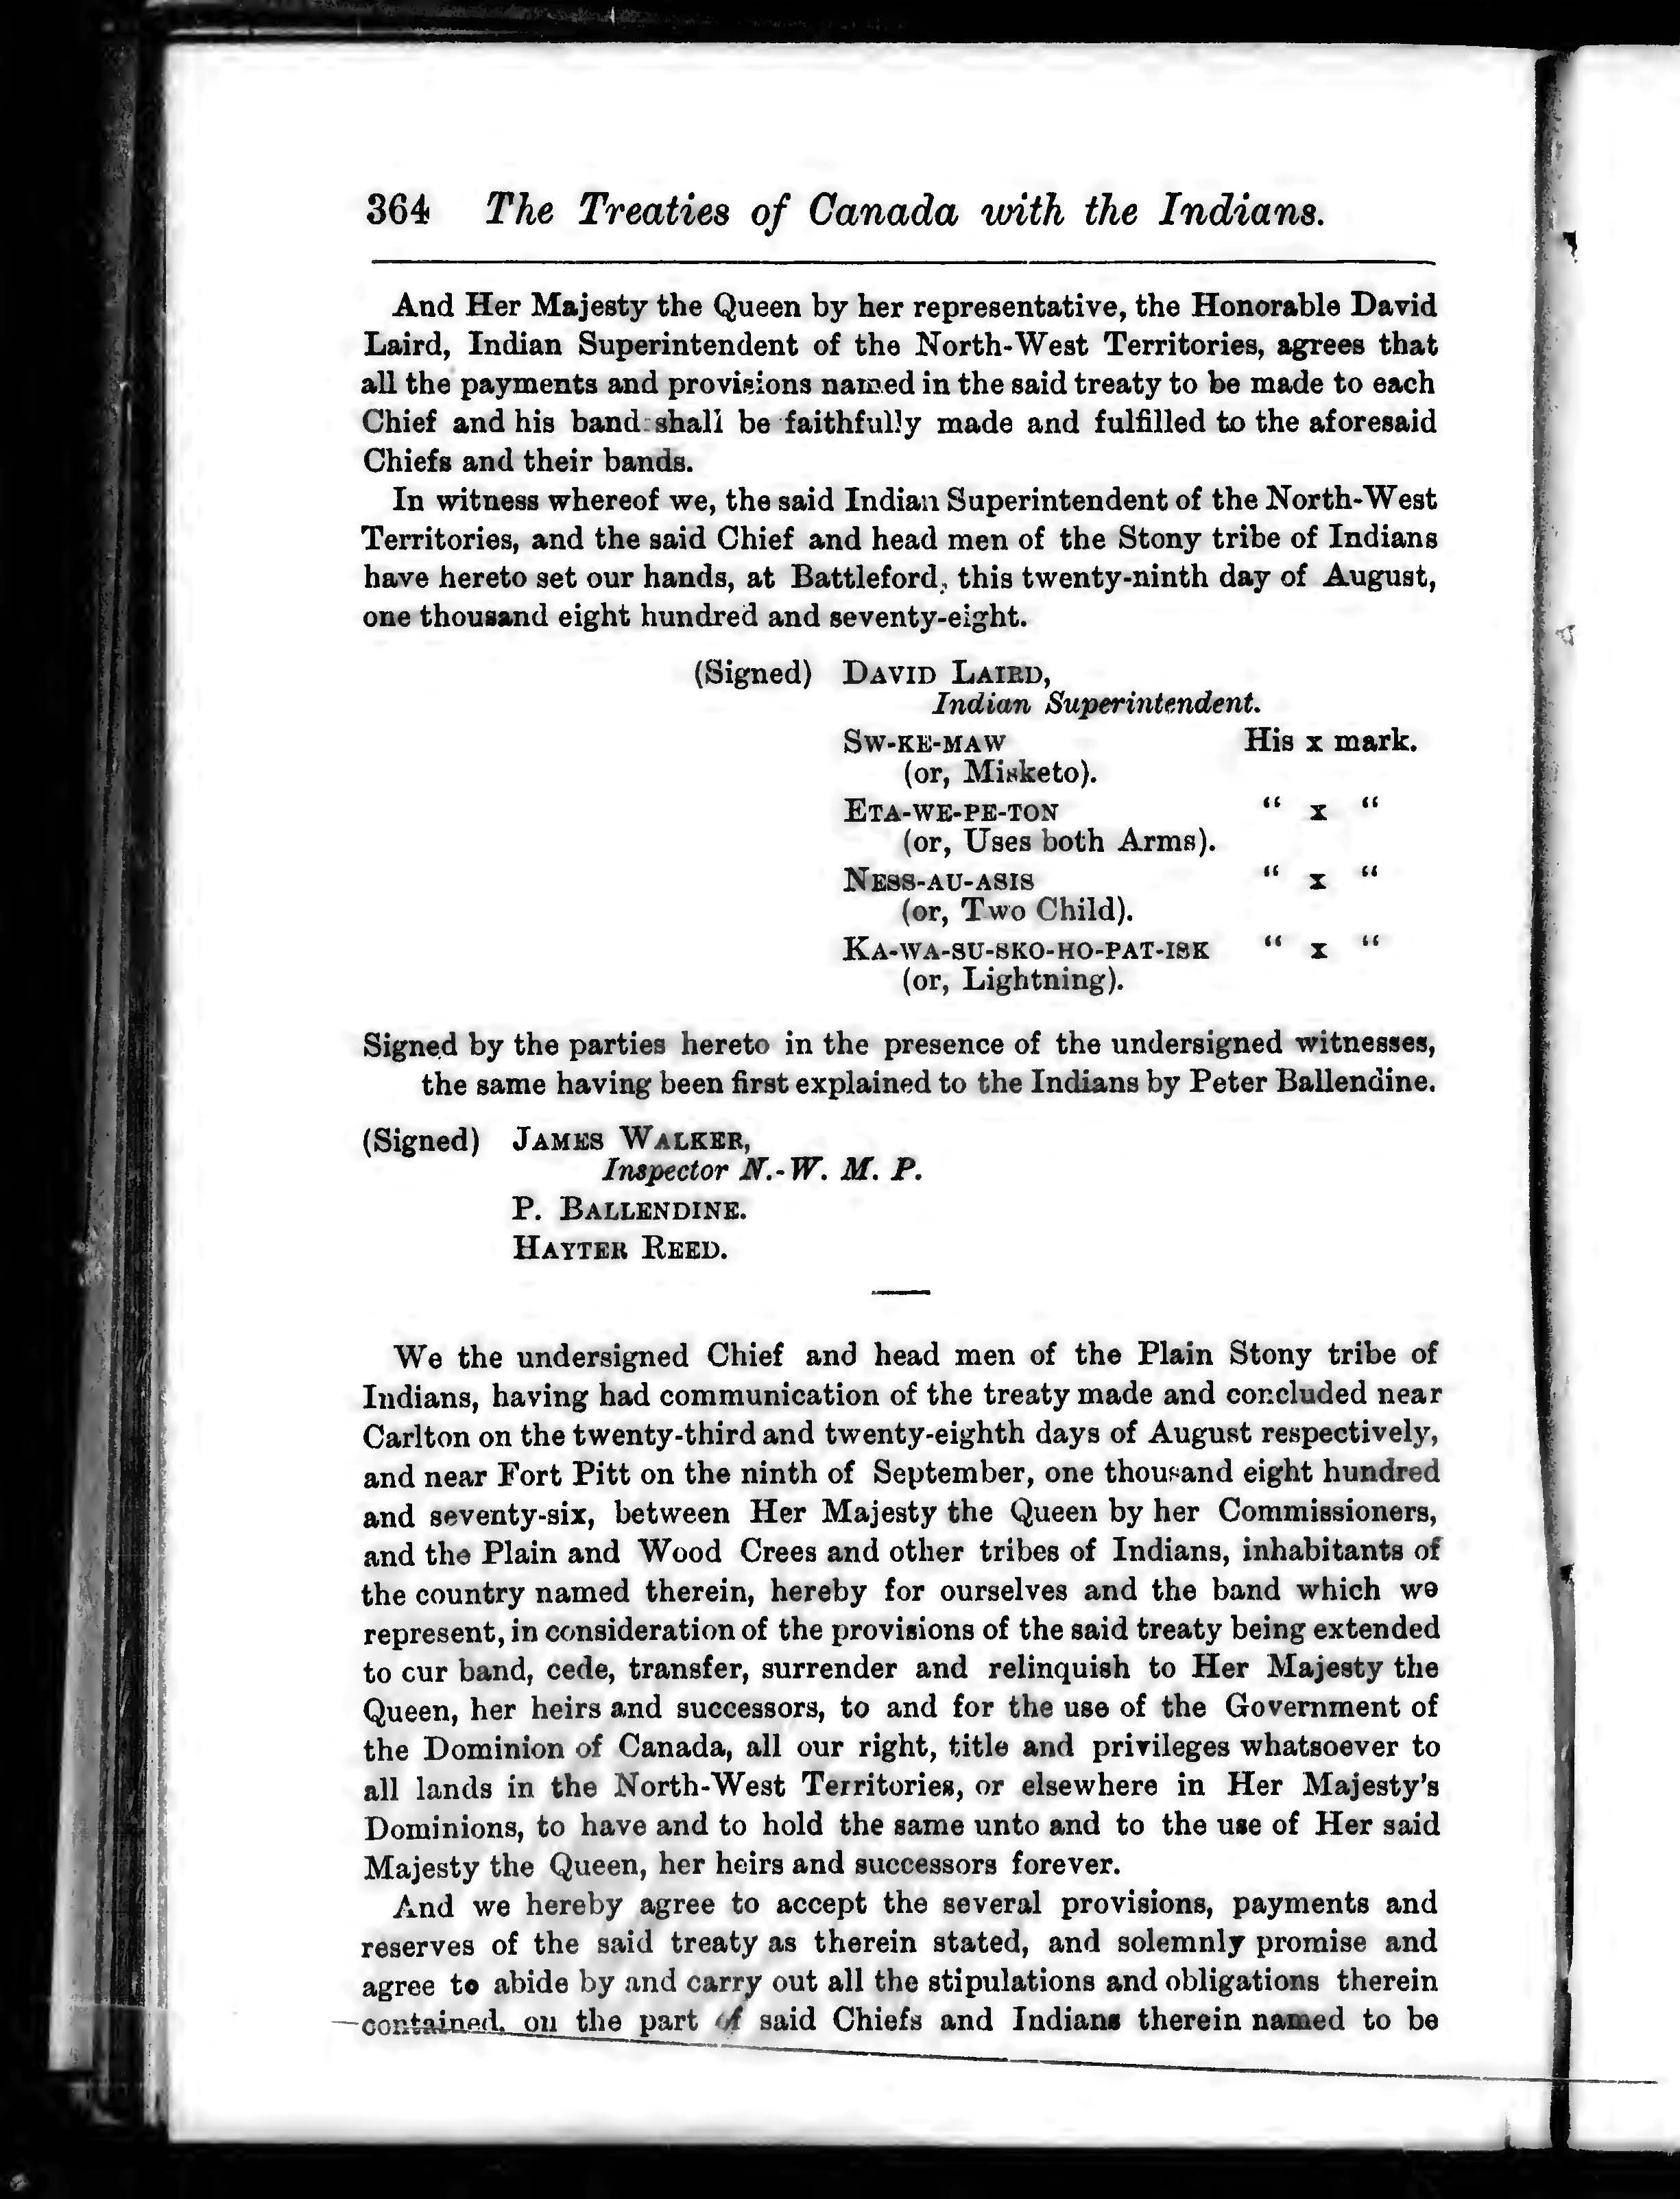 364 The Treaties of Canada with the Indians.
And Her Majesty the Queen by her representative, the Honorable David
Laird, Indian Superintendent of the North-West Territories, agrees that
all the payments and provisions named in the said treaty to be made to each
Chief and his band shall be faithfully made and fulfilled to the aforesaid
Chiefs and their bands.
In witness whereof we, the said Indian Superintendent of the North-West
Territories, and the said Chief and head men of the Stony tribe of Indians
have hereto set our hands, at Battleford, this twenty-ninth day of August,
one thousand eight hundred and seventy-eight.
(Signed) DAVID LAIRD,
Indian Superintendent.
SW-KE-MAW His x mark.
(or, Misketo).
ETA-WE-PE-TON “ x “
(or, Uses both Arms).
NESS-AU-ASIS “ x “
(or, Two Child).
KA-WA-SU-SKO-HO-PAT-ISK “ x “
(or, Lightning).
Signed by the parties hereto in the presence of the undersigned witnesses,
the same having been first explained to the Indians by Peter Ballendine.
(Signed) JAMES WALKER,
Inspector N.-W. M. P.
P. BALLENDINE.
HAYTER REED.
We the undersigned Chief and head men of the Plain Stony tribe of
Indians, having had communication of the treaty made and concluded near
Carlton on the twenty-third and twenty-eighth days of August respectively,
and near Fort Pitt on the ninth of September, one thousand eight hundred
and seventy-six, between Her Majesty the Queen by her Commissioners,
and the Plain and Wood Crees and other tribes of Indians, inhabitants of
the country named therein, hereby for ourselves and the band which we
represent, in consideration of the provisions of the said treaty being extended
to cur band, cede, transfer, surrender and relinquish to Her Majesty the
Queen, her heirs and successors, to and for the use of the Government of
the Dominion of Canada, all our right, title and privileges whatsoever to
all lands in the North-West Territories, or elsewhere in Her Majesty's
Dominions, to have and to hold the same unto and to the use of Her said
Majesty the Queen, her heirs and successors forever.
And we hereby agree to accept the several provisions, payments and
reserves of the said treaty as therein stated, and solemnly promise and
agree to abide by and carry out all the stipulations and obligations therein
contained, on the part of said Chiefs and Indians therein named to be